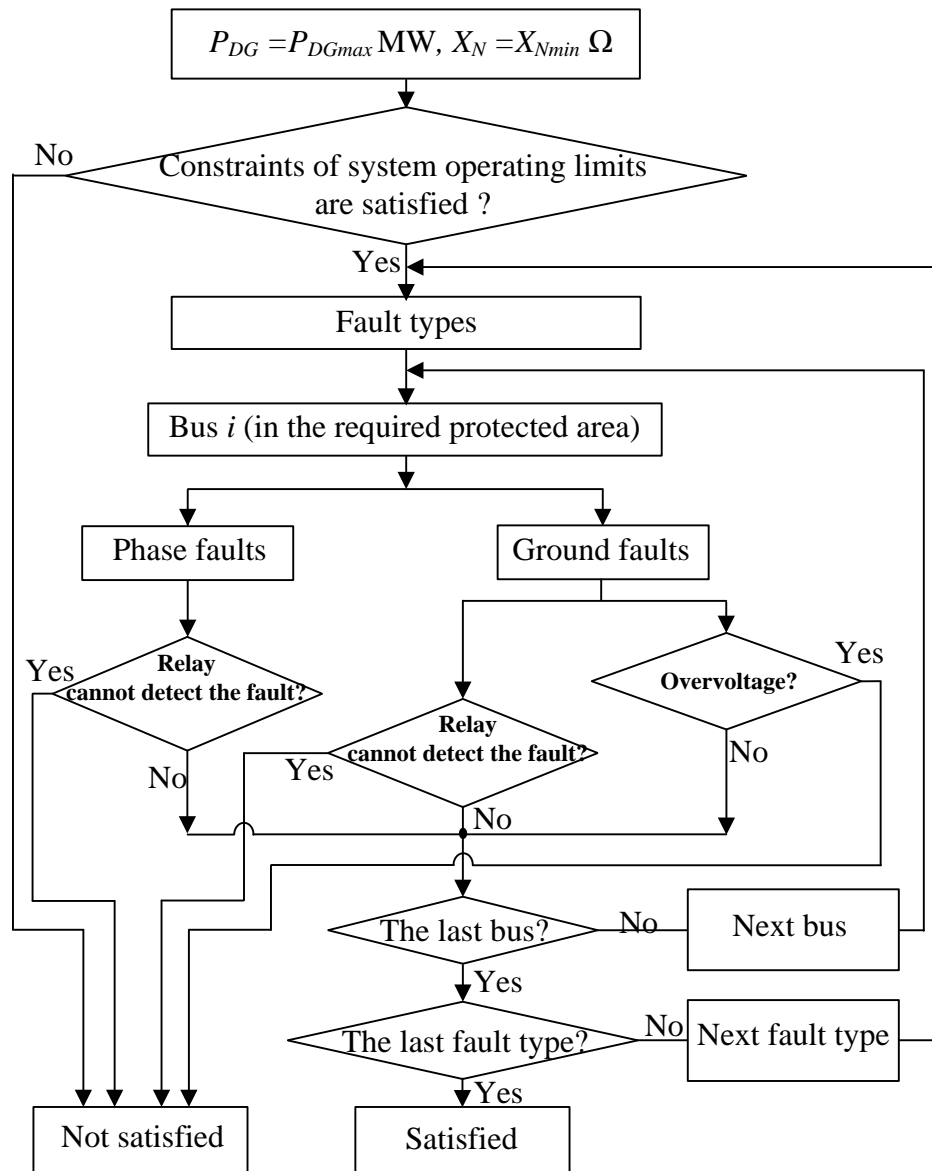 P_DG =P_DGmax MW, X_N =X_Nmin Ω
No
Constraints of system operating limits
are satisfied ?
Yes
Fault types
Bus i (in the required protected area)
Phase faults
Ground faults
Yes
Relay
cannot detect the fault?
No
Relay
cannot detect the fault?
Yes
No
Overvoltage?
Yes
No
The last bus?
No
Next bus
Yes
The last fault type?
No
Next fault type
Yes
Not satisfied
Satisfied